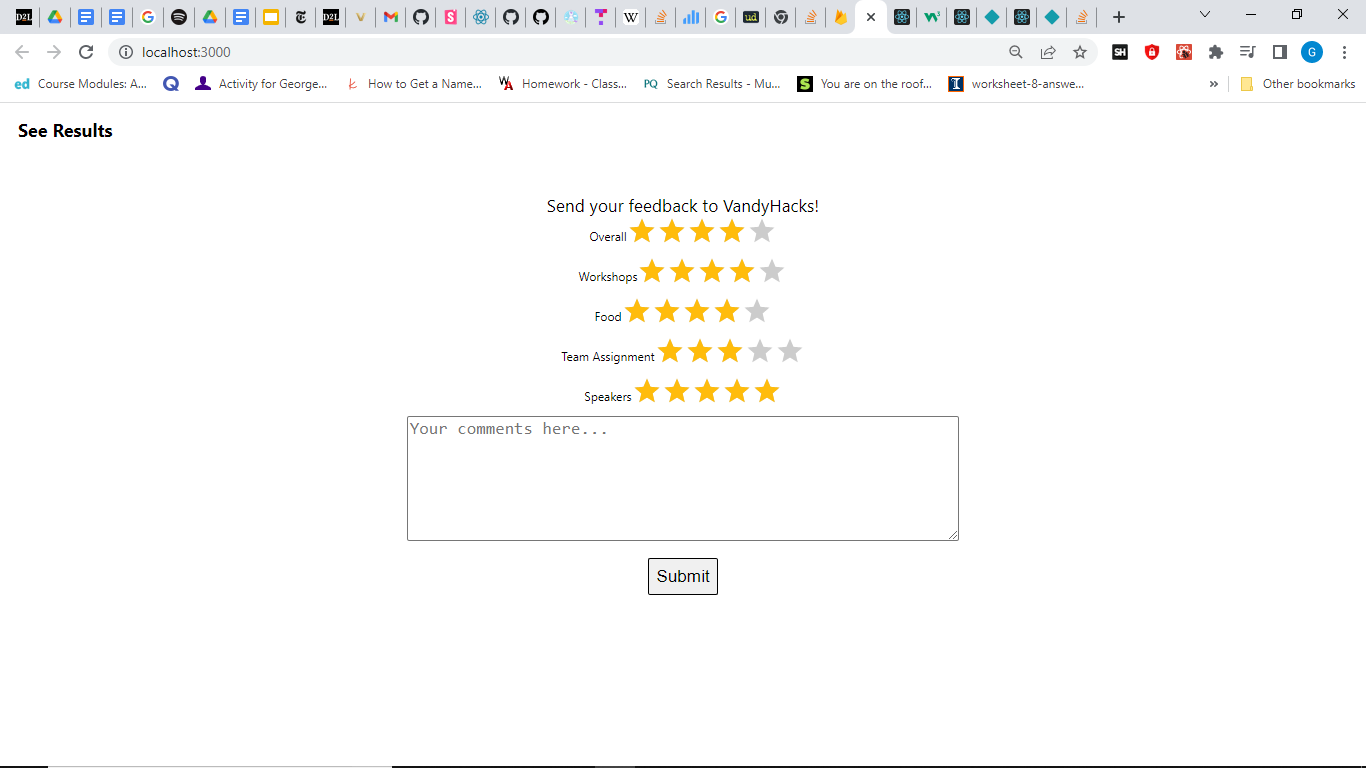 D2L
D2L
W
ud
localhost:3000
SH
G
ed Course Modules: A...
Activity for George...
How to Get a Name...
Homework - Class...
PQ Search Results - Mu...
S You are on the roof...
I worksheet-8-answe...
»
Other bookmarks
See Results
Send your feedback to VandyHacks!
Overall
Workshops
Food
Team Assignment
Speakers
Your comments here...
Submit